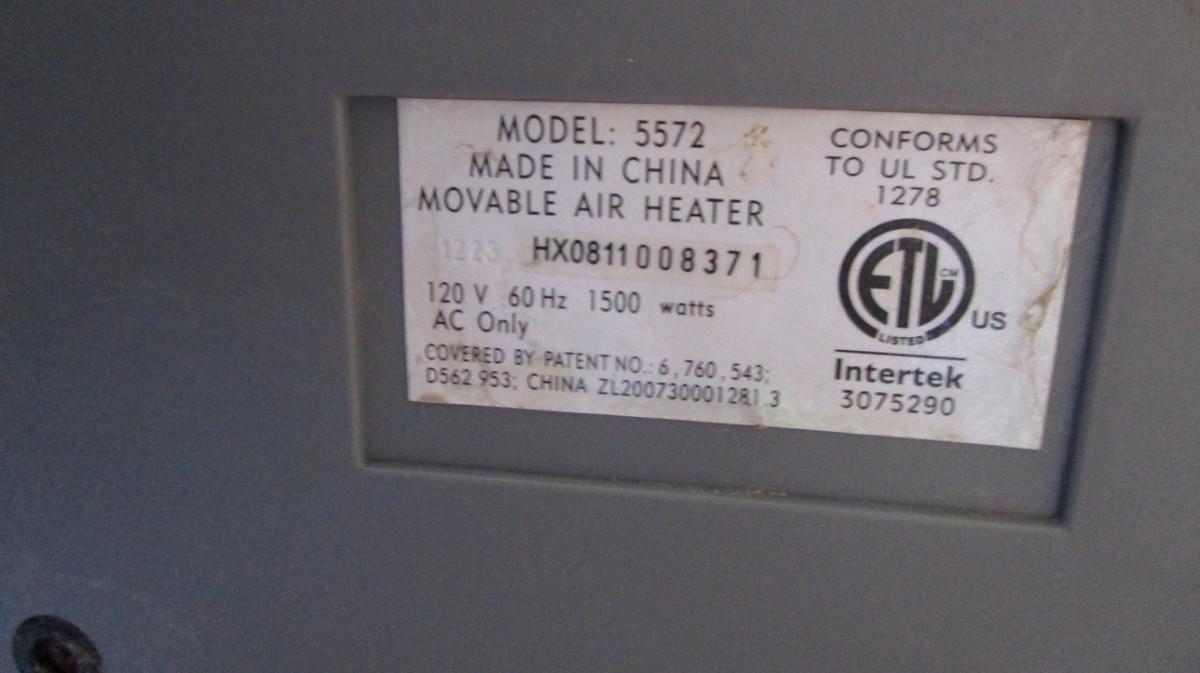 MODEL: 5572
MADE IN CHINA
MOVABLE AIR HEATER
1223 HX0811008371
120 V 60 Hz 1500 watts
AC Only
COVERED BY PATENT NO.: 6,760,543;
D562 953; CHINA ZL200730001281.3
CONFORMS
TO UL STD.
1278
ETL CM
LISTED
US
Intertek
3075290